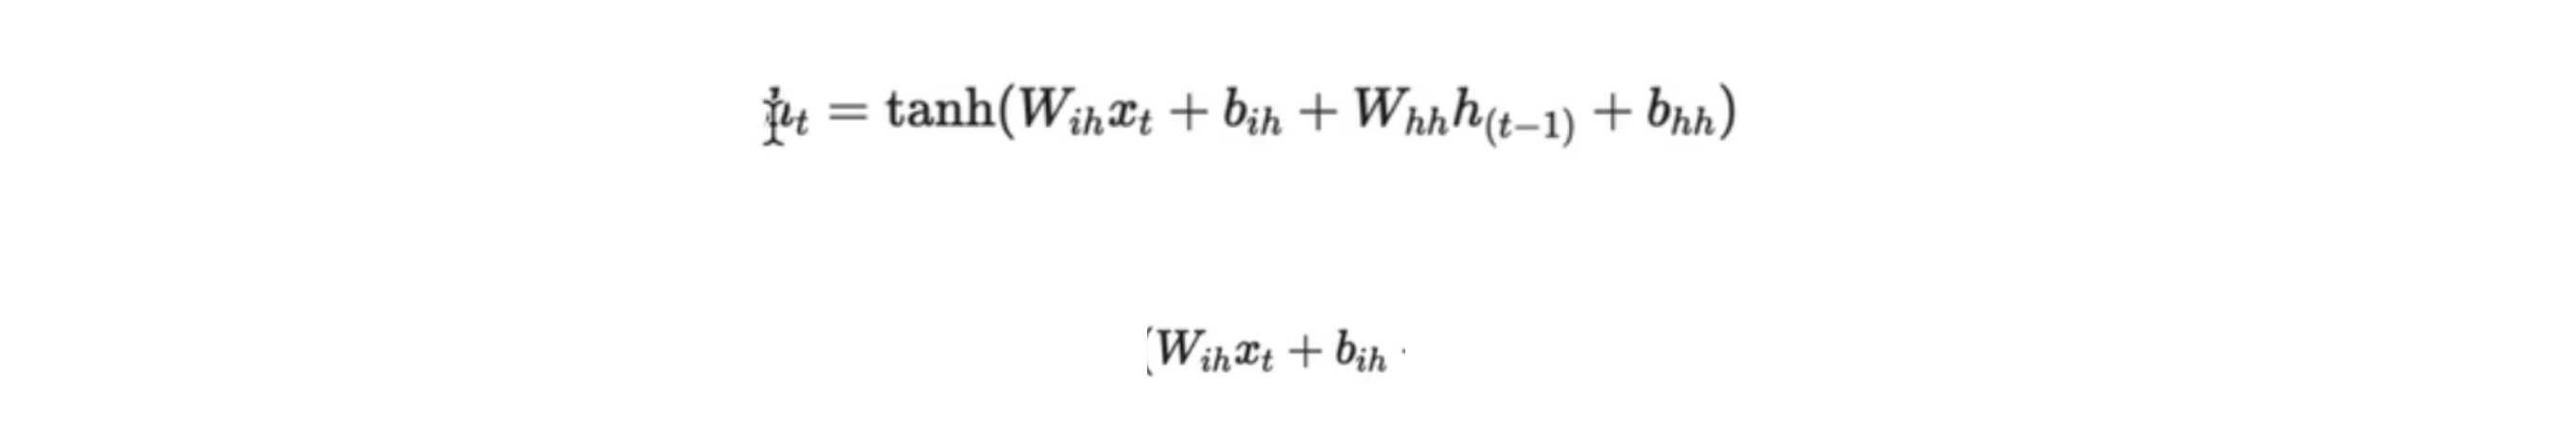 h_t = tanh(W_{ih}x_t + b_{ih} + W_{hh}h_{(t−1)} + b_{hh})
(W_{ih}x_t + b_{ih} ·